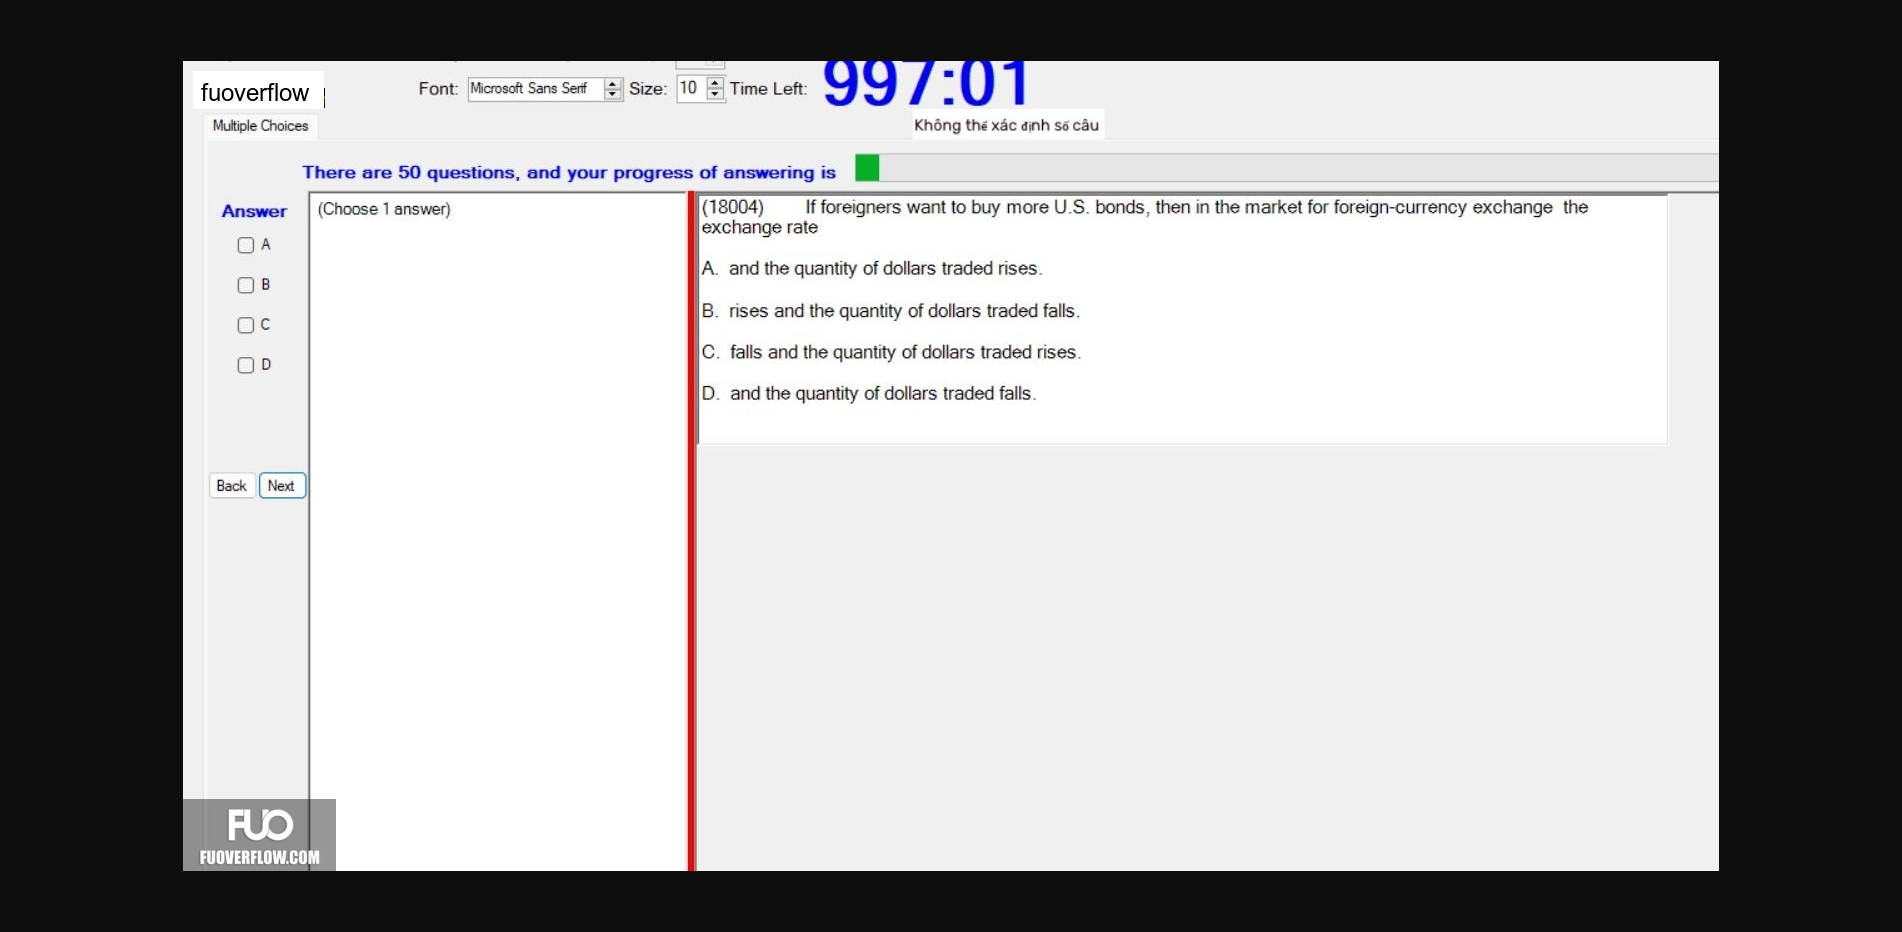 fuoverflow
Font: Microsoft Sans Serif Size: 10 Time Left: 997:01
Multiple Choices
Không thể xác định số câu
There are 50 questions, and your progress of answering is
Answer
(Choose 1 answer)
A
B
C
D
Back Next
(18004) If foreigners want to buy more U.S. bonds, then in the market for foreign-currency exchange the
exchange rate
A. and the quantity of dollars traded rises.
B. rises and the quantity of dollars traded falls.
C. falls and the quantity of dollars traded rises.
D. and the quantity of dollars traded falls.
FUO
FUOVERFLOW.COM